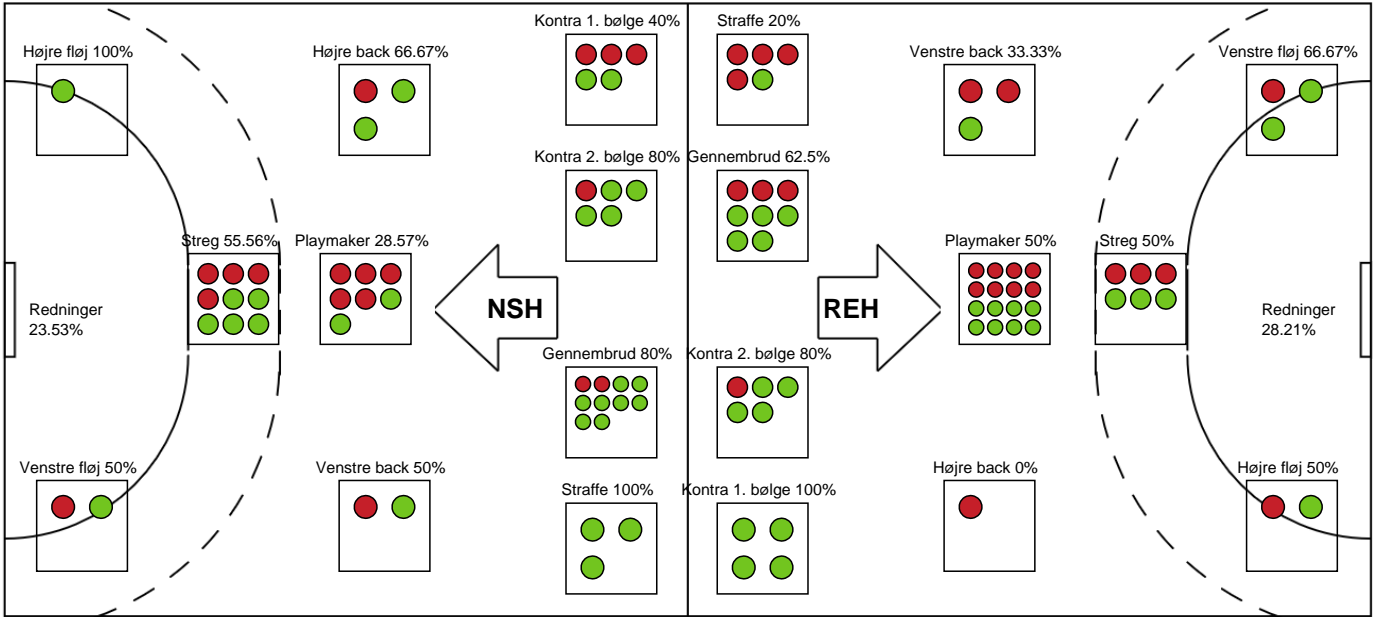 Kontra 1. bølge 40%
Straffe 20%
Højre fløj 100%
Højre back 66.67%
Venstre back 33.33%
Venstre fløj 66.67%
Kontra 2. bølge 80%
Gennembrud 62.5%
Streg 55.56%
Playmaker 28.57%
Playmaker 50%
Streg 50%
Redninger
23.53%
NSH
REH
Redninger
28.21%
Gennembrud 80%
Kontra 2. bølge 80%
Venstre fløj 50%
Venstre back 50%
Højre back 0%
Højre fløj 50%
Straffe 100%
Kontra 1. bølge 100%